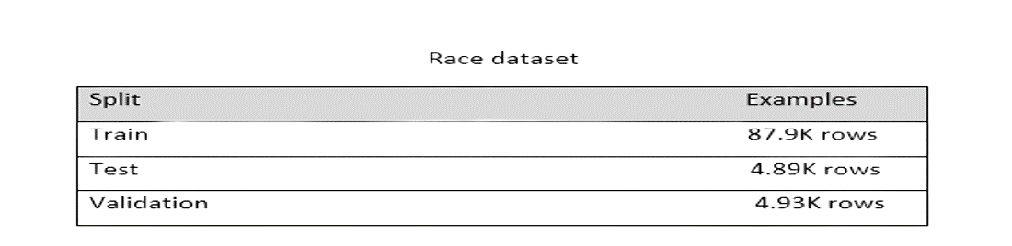 Race dataset
Split Examples
Train 87.9K rows
Test 4.89K rows
Validation 4.93K rows